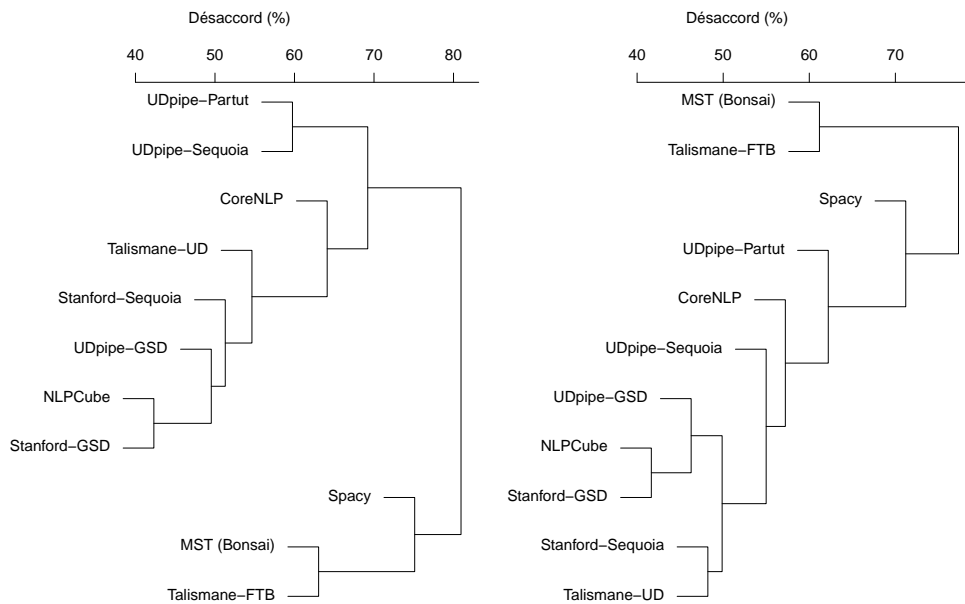 Désaccord (%)
40 50 60 70 80
UDpipe−Partut
UDpipe−Sequoia
CoreNLP
Talismane−UD
Stanford−Sequoia
UDpipe−GSD
NLPCube
Stanford−GSD
Spacy
MST (Bonsai)
Talismane−FTB
Désaccord (%)
40 50 60 70
MST (Bonsai)
Talismane−FTB
Spacy
UDpipe−Partut
CoreNLP
UDpipe−Sequoia
UDpipe−GSD
NLPCube
Stanford−GSD
Stanford−Sequoia
Talismane−UD